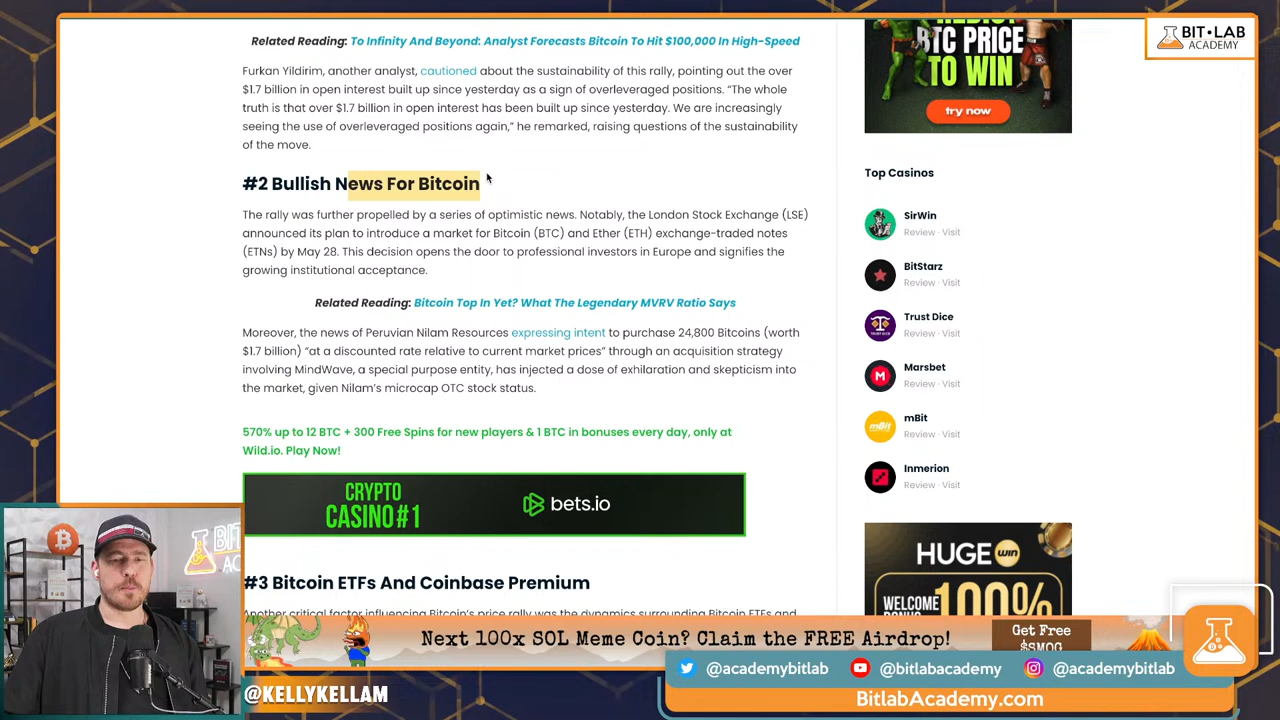 Related Reading: To Infinity And Beyond: Analyst Forecasts Bitcoin To Hit $100,000 In High-Speed
Furkan Yildirim, another analyst, cautioned about the sustainability of this rally, pointing out the over
$1.7 billion in open interest built up since yesterday as a sign of overleveraged positions. “The whole
truth is that over $1.7 billion in open interest has been built up since yesterday. We are increasingly
seeing the use of overleveraged positions again,” he remarked, raising questions of the sustainability
of the move.
#2 Bullish News For Bitcoin
The rally was further propelled by a series of optimistic news. Notably, the London Stock Exchange (LSE)
announced its plan to introduce a market for Bitcoin (BTC) and Ether (ETH) exchange-traded notes
(ETNs) by May 28. This decision opens the door to professional investors in Europe and signifies the
growing institutional acceptance.
Related Reading: Bitcoin Top In Yet? What The Legendary MVRV Ratio Says
Moreover, the news of Peruvian Nilam Resources expressing intent to purchase 24,800 Bitcoins (worth
$1.7 billion) “at a discounted rate relative to current market prices” through an acquisition strategy
involving MindWave, a special purpose entity, has injected a dose of exhilaration and skepticism into
the market, given Nilam’s microcap OTC stock status.
570% up to 12 BTC + 300 Free Spins for new players & 1 BTC in bonuses every day, only at
Wild.io. Play Now!
CRYPTO
CASINO #1
bets.io
#3 Bitcoin ETFs And Coinbase Premium
Another critical factor influencing Bitcoin’s price rally was the dynamics surrounding Bitcoin ETFs and
BTC PRICE
TO WIN
try now
Top Casinos
SirWin
Review · Visit
BitStarz
Review · Visit
Trust Dice
Review · Visit
Marsbet
Review · Visit
mBit
Review · Visit
Inmerion
Review · Visit
HUGE win
WELCOME
100%
BIT•LAB
ACADEMY
Next 100x SOL Meme Coin? Claim the FREE Airdrop!
Get Free
$SMOG
@academybitlab
@bitlabacademy
@academybitlab
@KELLYKELLAM
BitlabAcademy.com